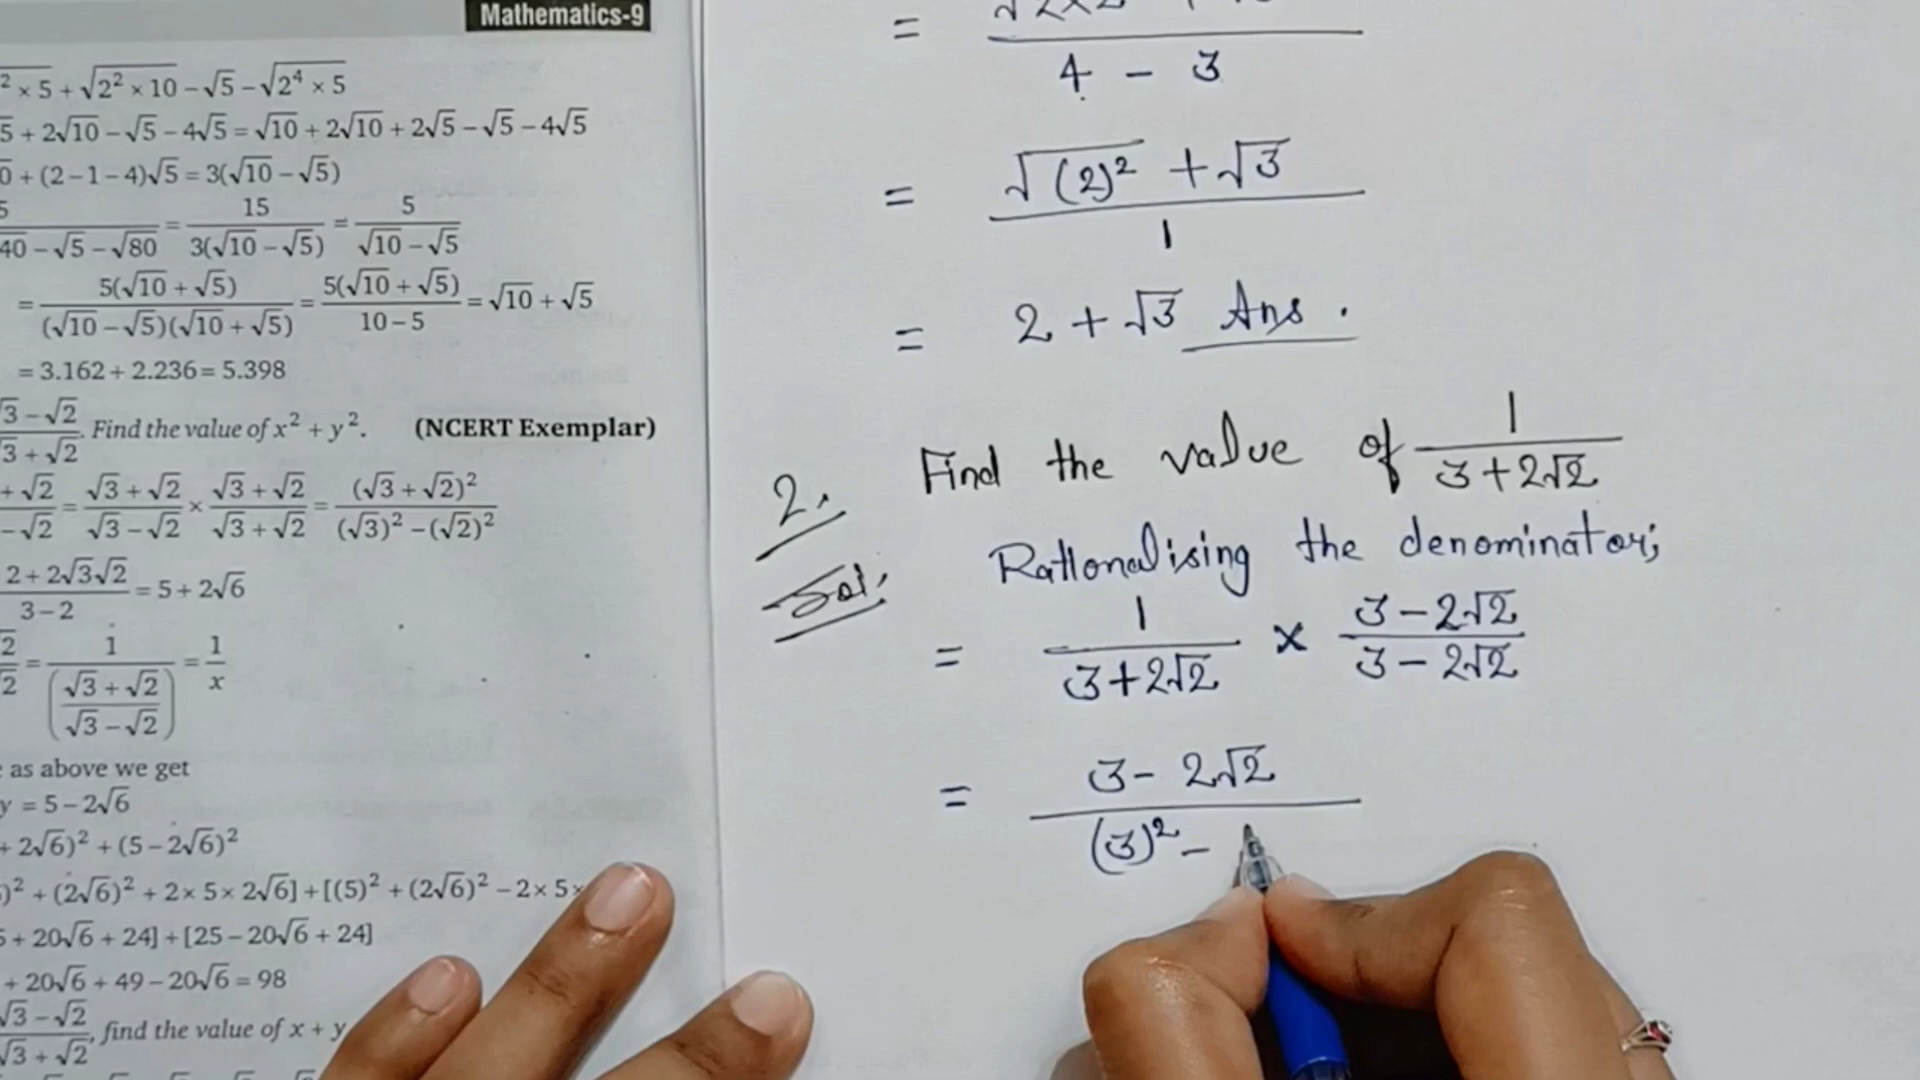 Mathematics-9
2 × 5 + √(2² × 10) − √5 − √(2⁴ × 5)
5 + 2√10 − √5 − 4√5 = √10 + 2√10 + 2√5 − √5 − 4√5
0 + (2 − 1 − 4)√5 = 3(√10 − √5)
5/(40 − √5 − √80) = 15/(3(√10 − √5)) = 5/(√10 − √5)
= 5(√10 + √5)/((√10 − √5)(√10 + √5)) = 5(√10 + √5)/(10 − 5) = √10 + √5
= 3.162 + 2.236 = 5.398
(√3 − √2)/(√3 + √2). Find the value of x² + y². (NCERT Exemplar)
(+ √2)/(− √2) = (√3 + √2)/(√3 − √2) × (√3 + √2)/(√3 + √2) = (√3 + √2)²/((√3)² − (√2)²)
(2 + 2√3√2)/(3 − 2) = 5 + 2√6
√2/√2 = 1/((√3 + √2)/(√3 − √2)) = 1/x
as above we get
y = 5 − 2√6
+ 2√6)² + (5 − 2√6)²
)² + (2√6)² + 2 × 5 × 2√6] + [(5)² + (2√6)² − 2 × 5 ×
5 + 20√6 + 24] + [25 − 20√6 + 24]
+ 20√6 + 49 − 20√6 = 98
(√3 − √2)/(√3 + √2), find the value of x + y
=
4 − 3
= (√(2)² + √3)/1
= 2 + √3 Ans.
2. Find the value of 1/(3 + 2√2)
Sol. Rationalising the denominator;
= 1/(3 + 2√2) × (3 − 2√2)/(3 − 2√2)
= 3 − 2√2
(3)² −